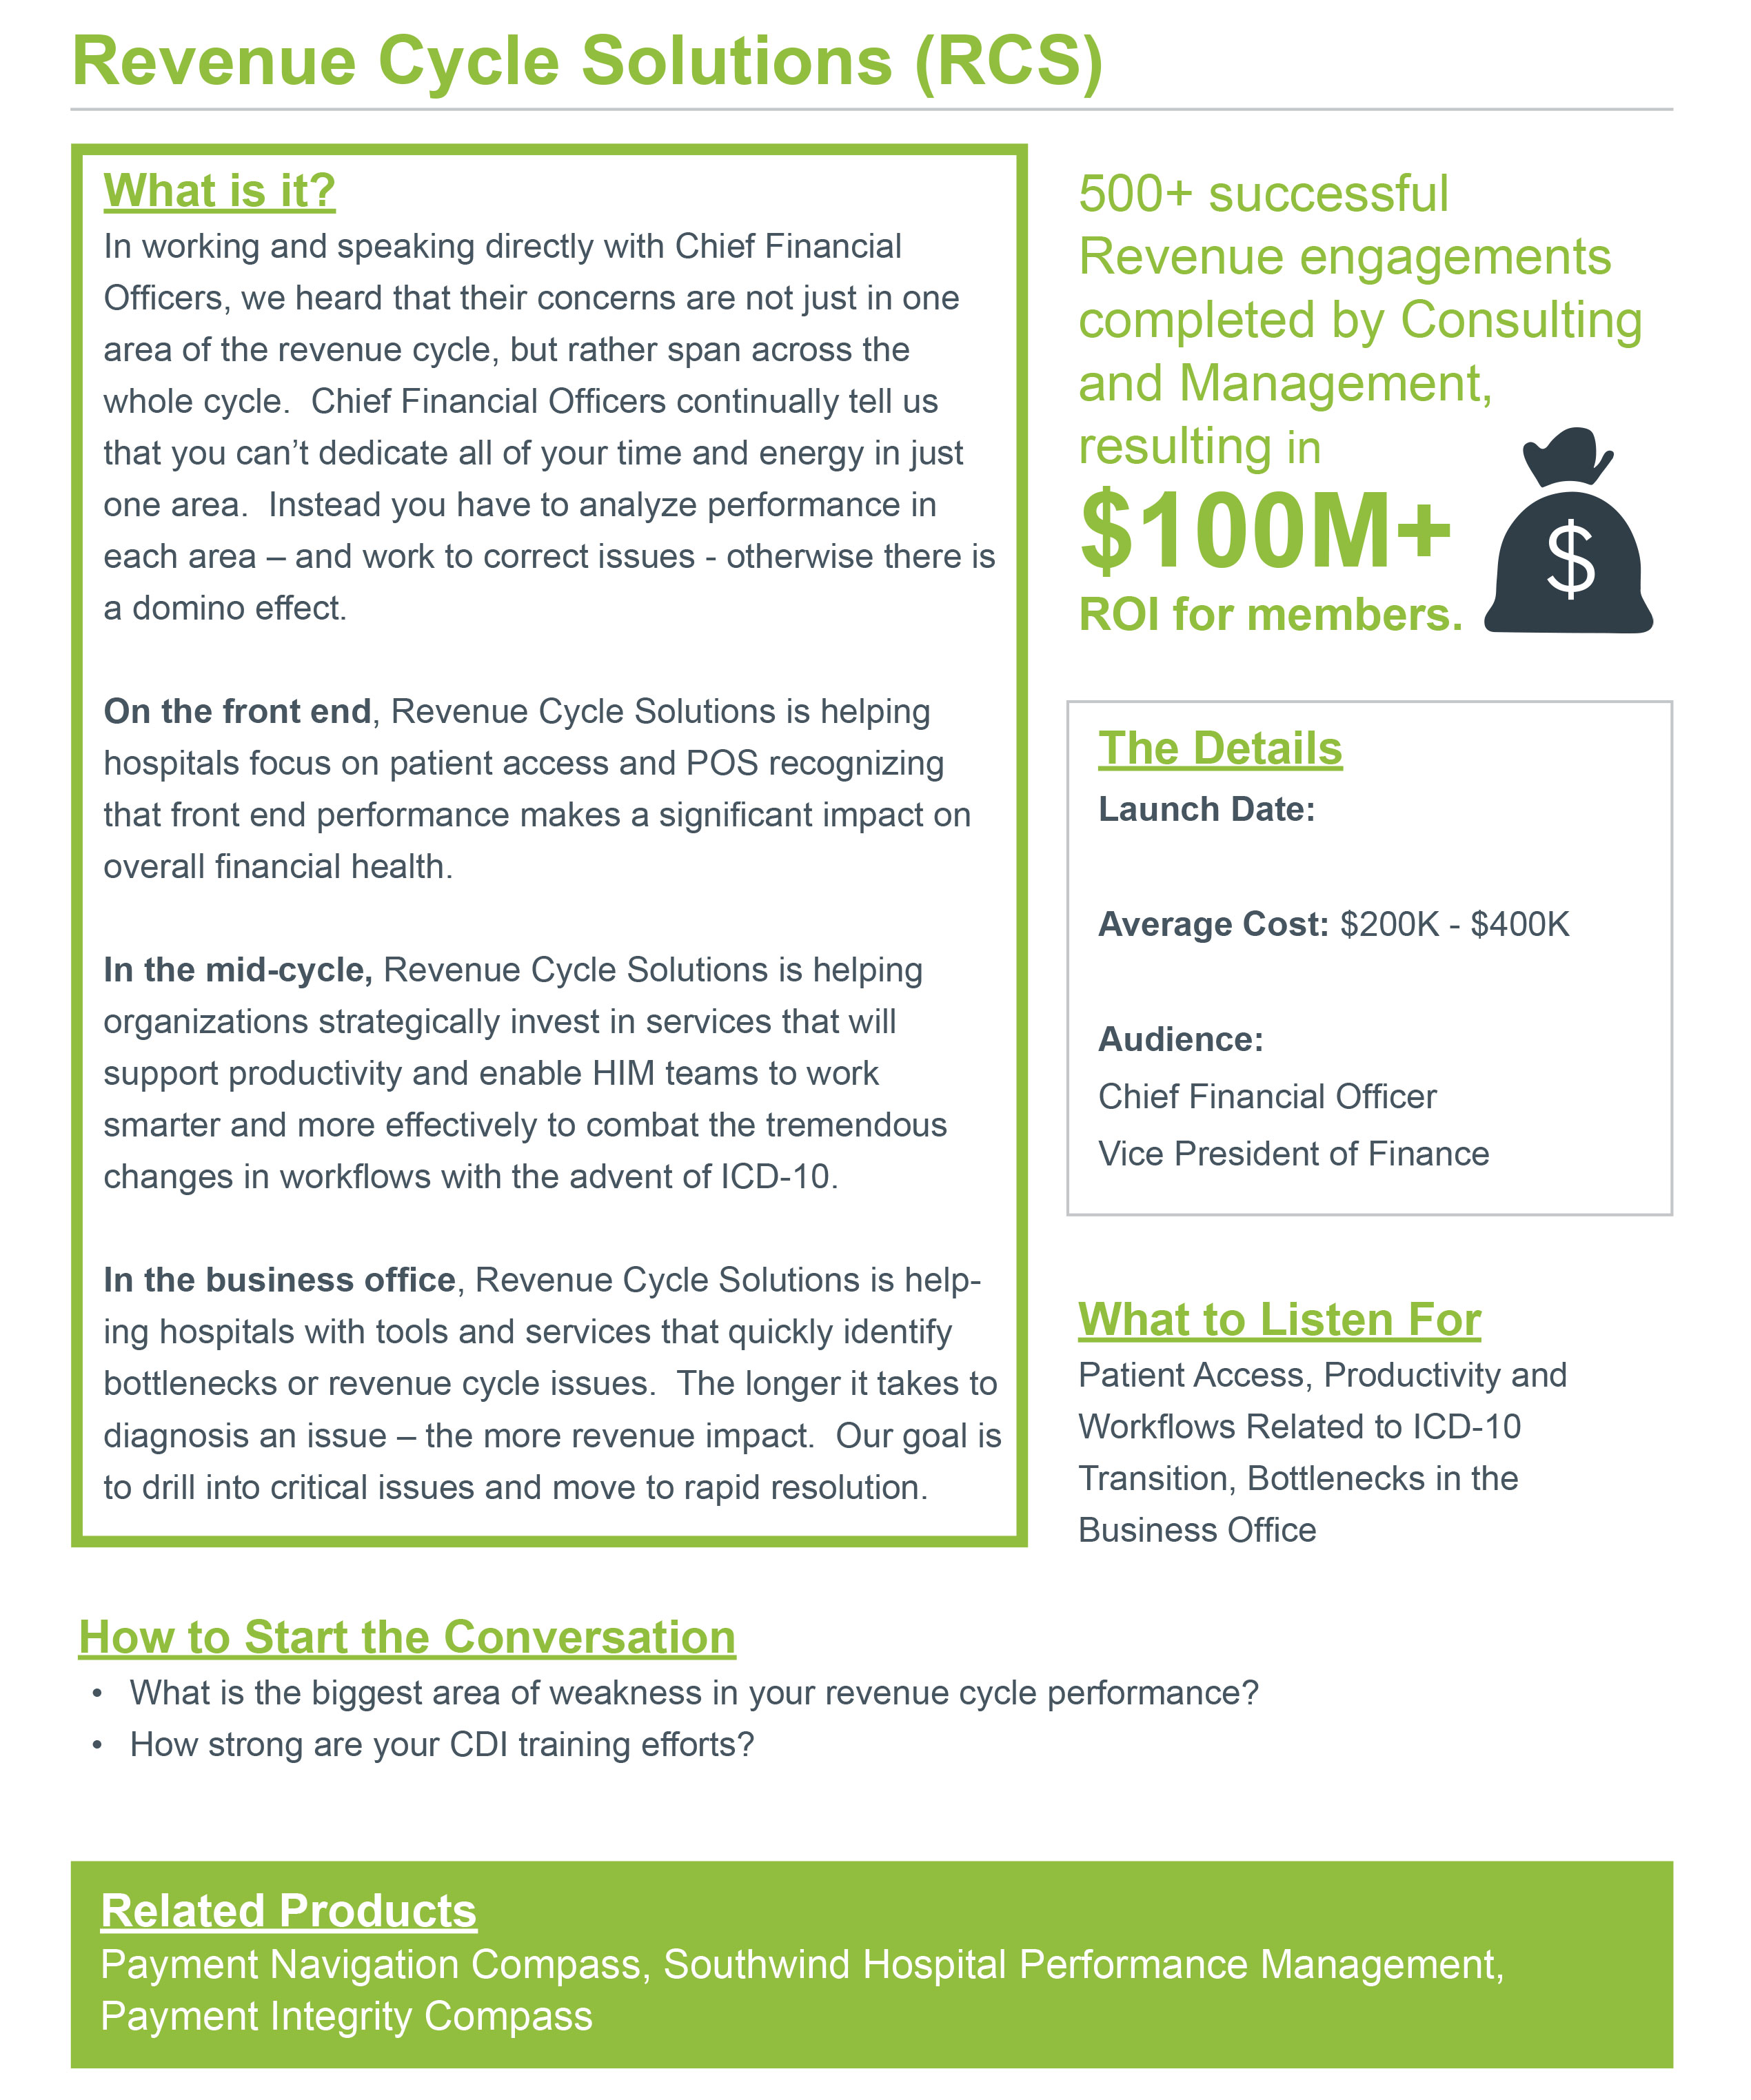 Revenue Cycle Solutions (RCS)
What is it?
In working and speaking directly with Chief Financial
Officers, we heard that their concerns are not just in one
area of the revenue cycle, but rather span across the
whole cycle.  Chief Financial Officers continually tell us
that you can’t dedicate all of your time and energy in just
one area.  Instead you have to analyze performance in
each area – and work to correct issues - otherwise there is
a domino effect.
On the front end, Revenue Cycle Solutions is helping
hospitals focus on patient access and POS recognizing
that front end performance makes a significant impact on
overall financial health.
In the mid-cycle, Revenue Cycle Solutions is helping
organizations strategically invest in services that will
support productivity and enable HIM teams to work
smarter and more effectively to combat the tremendous
changes in workflows with the advent of ICD-10.
In the business office, Revenue Cycle Solutions is help-
ing hospitals with tools and services that quickly identify
bottlenecks or revenue cycle issues.  The longer it takes to
diagnosis an issue – the more revenue impact.  Our goal is
to drill into critical issues and move to rapid resolution.
500+ successful
Revenue engagements
completed by Consulting
and Management,
resulting in
$100M+
ROI for members.
$
The Details
Launch Date:
Average Cost: $200K - $400K
Audience:
Chief Financial Officer
Vice President of Finance
What to Listen For
Patient Access, Productivity and
Workflows Related to ICD-10
Transition, Bottlenecks in the
Business Office
How to Start the Conversation
• What is the biggest area of weakness in your revenue cycle performance?
• How strong are your CDI training efforts?
Related Products
Payment Navigation Compass, Southwind Hospital Performance Management,
Payment Integrity Compass